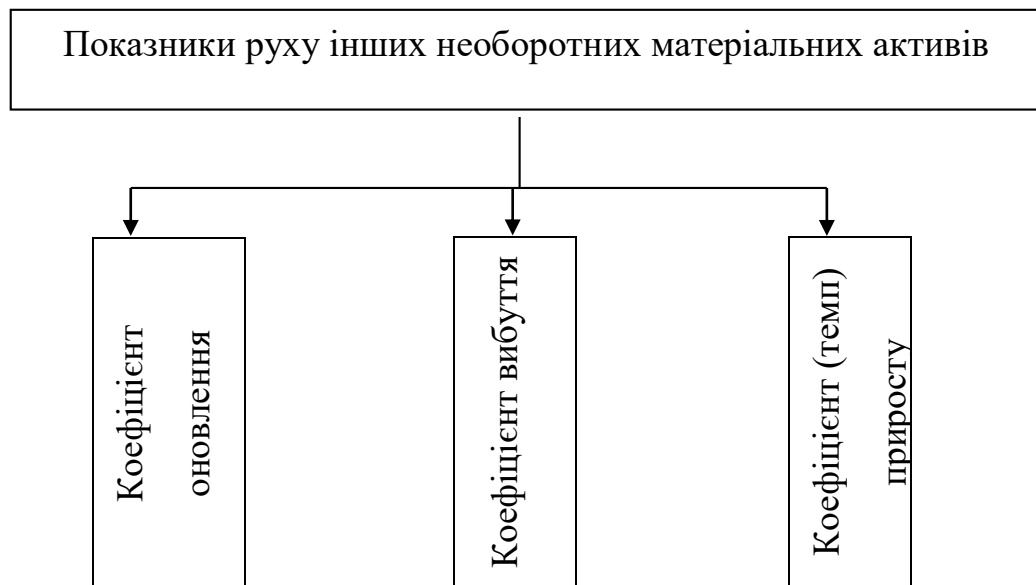 Показники руху інших необоротних матеріальних активів
Коефіцієнт
оновлення
Коефіцієнт вибуття
Коефіцієнт (темп)
приросту